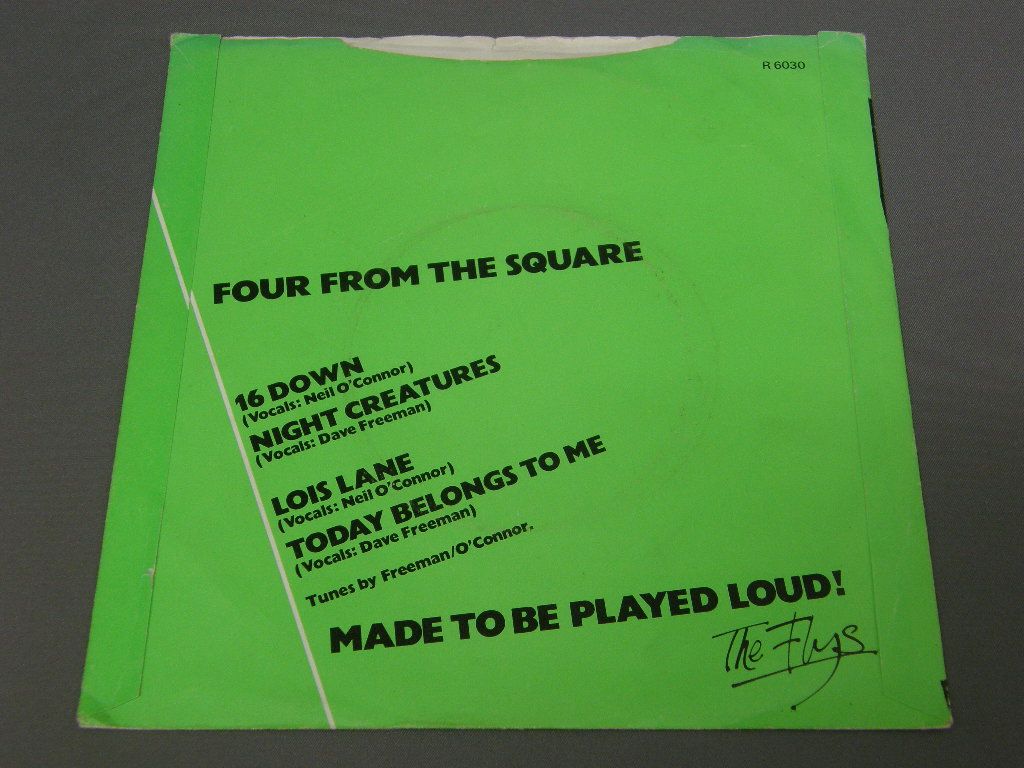 R 6030
FOUR FROM THE SQUARE
16 DOWN
(Vocals: Neil O'Connor)
NIGHT CREATURES
(Vocals: Dave Freeman)
LOIS LANE
(Vocals: Neil O'Connor)
TODAY BELONGS TO ME
(Vocals: Dave Freeman)
Tunes by Freeman/O'Connor.
MADE TO BE PLAYED LOUD!
The Flys